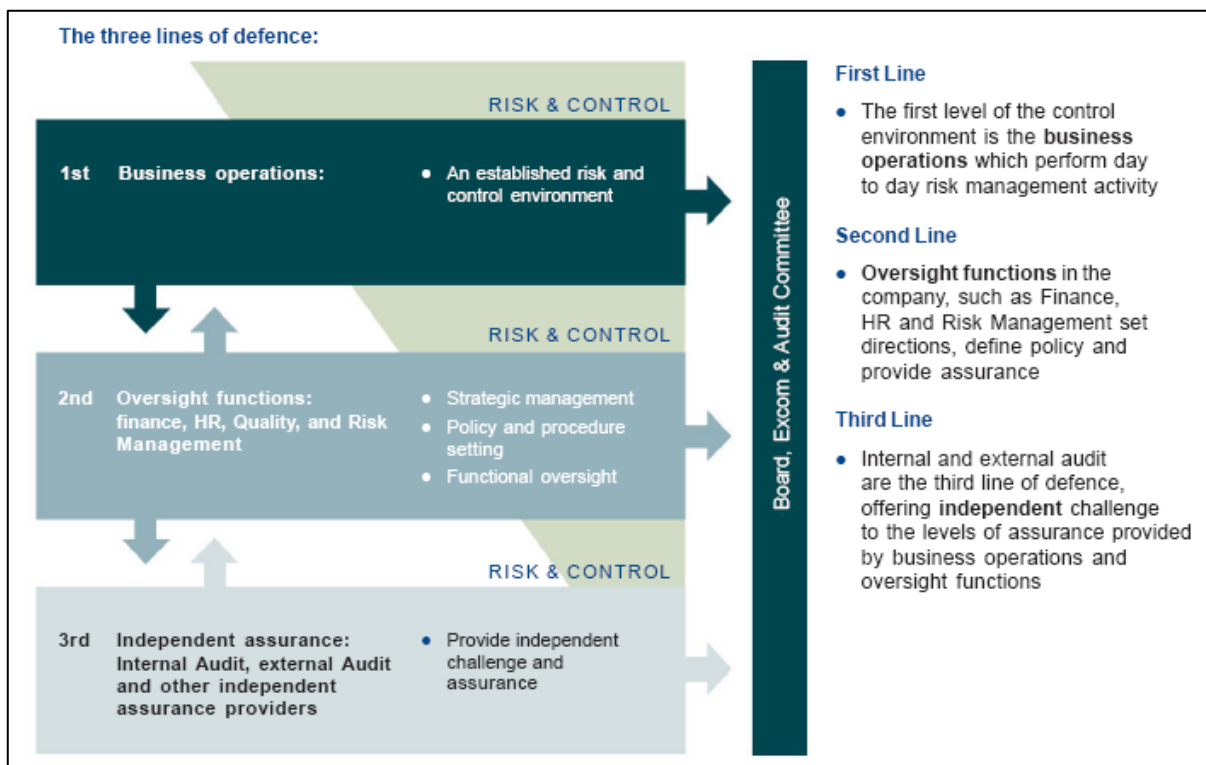 The three lines of defence:
RISK & CONTROL
1st Business operations:
● An established risk and
control environment
RISK & CONTROL
2nd Oversight functions:
finance, HR, Quality, and Risk
Management
● Strategic management
● Policy and procedure
setting
● Functional oversight
RISK & CONTROL
3rd Independent assurance:
Internal Audit, external Audit
and other independent
assurance providers
● Provide independent
challenge and
assurance
Board, Excom & Audit Committee
First Line
● The first level of the control
environment is the business
operations which perform day
to day risk management activity
Second Line
● Oversight functions in the
company, such as Finance,
HR and Risk Management set
directions, define policy and
provide assurance
Third Line
● Internal and external audit
are the third line of defence,
offering independent challenge
to the levels of assurance provided
by business operations and
oversight functions